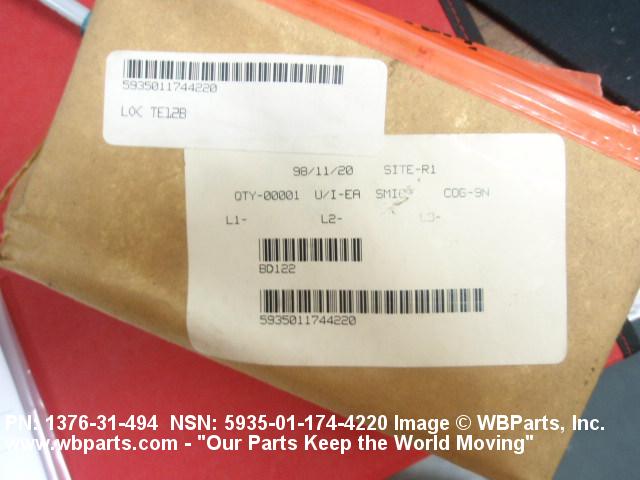 5935011744220
LOC TE12B
98/11/20 SITE-R1
QTY-00001 U/I-EA SMIC- COG-9N
L1- L2- L3-
BD122
5935011744220
PN: 1376-31-494 NSN: 5935-01-174-4220 Image © WBParts, Inc.
www.wbparts.com - "Our Parts Keep the World Moving"